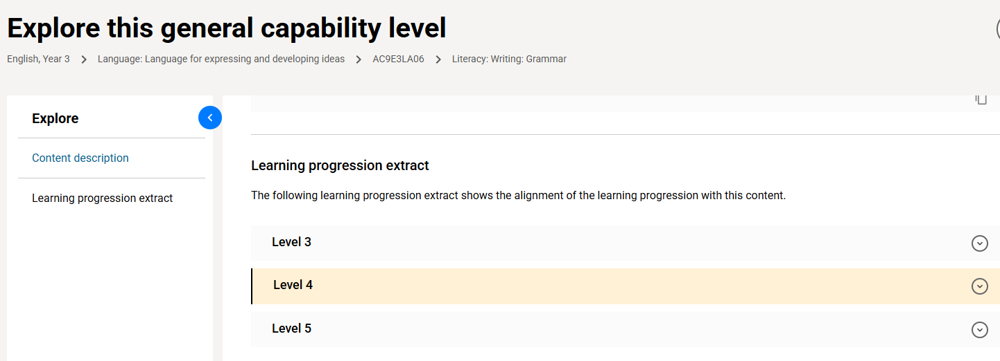 Explore this general capability level
English, Year 3 > Language: Language for expressing and developing ideas > AC9E3LA06 > Literacy: Writing: Grammar
Explore
Content description
Learning progression extract
Learning progression extract
The following learning progression extract shows the alignment of the learning progression with this content.
Level 3
Level 4
Level 5